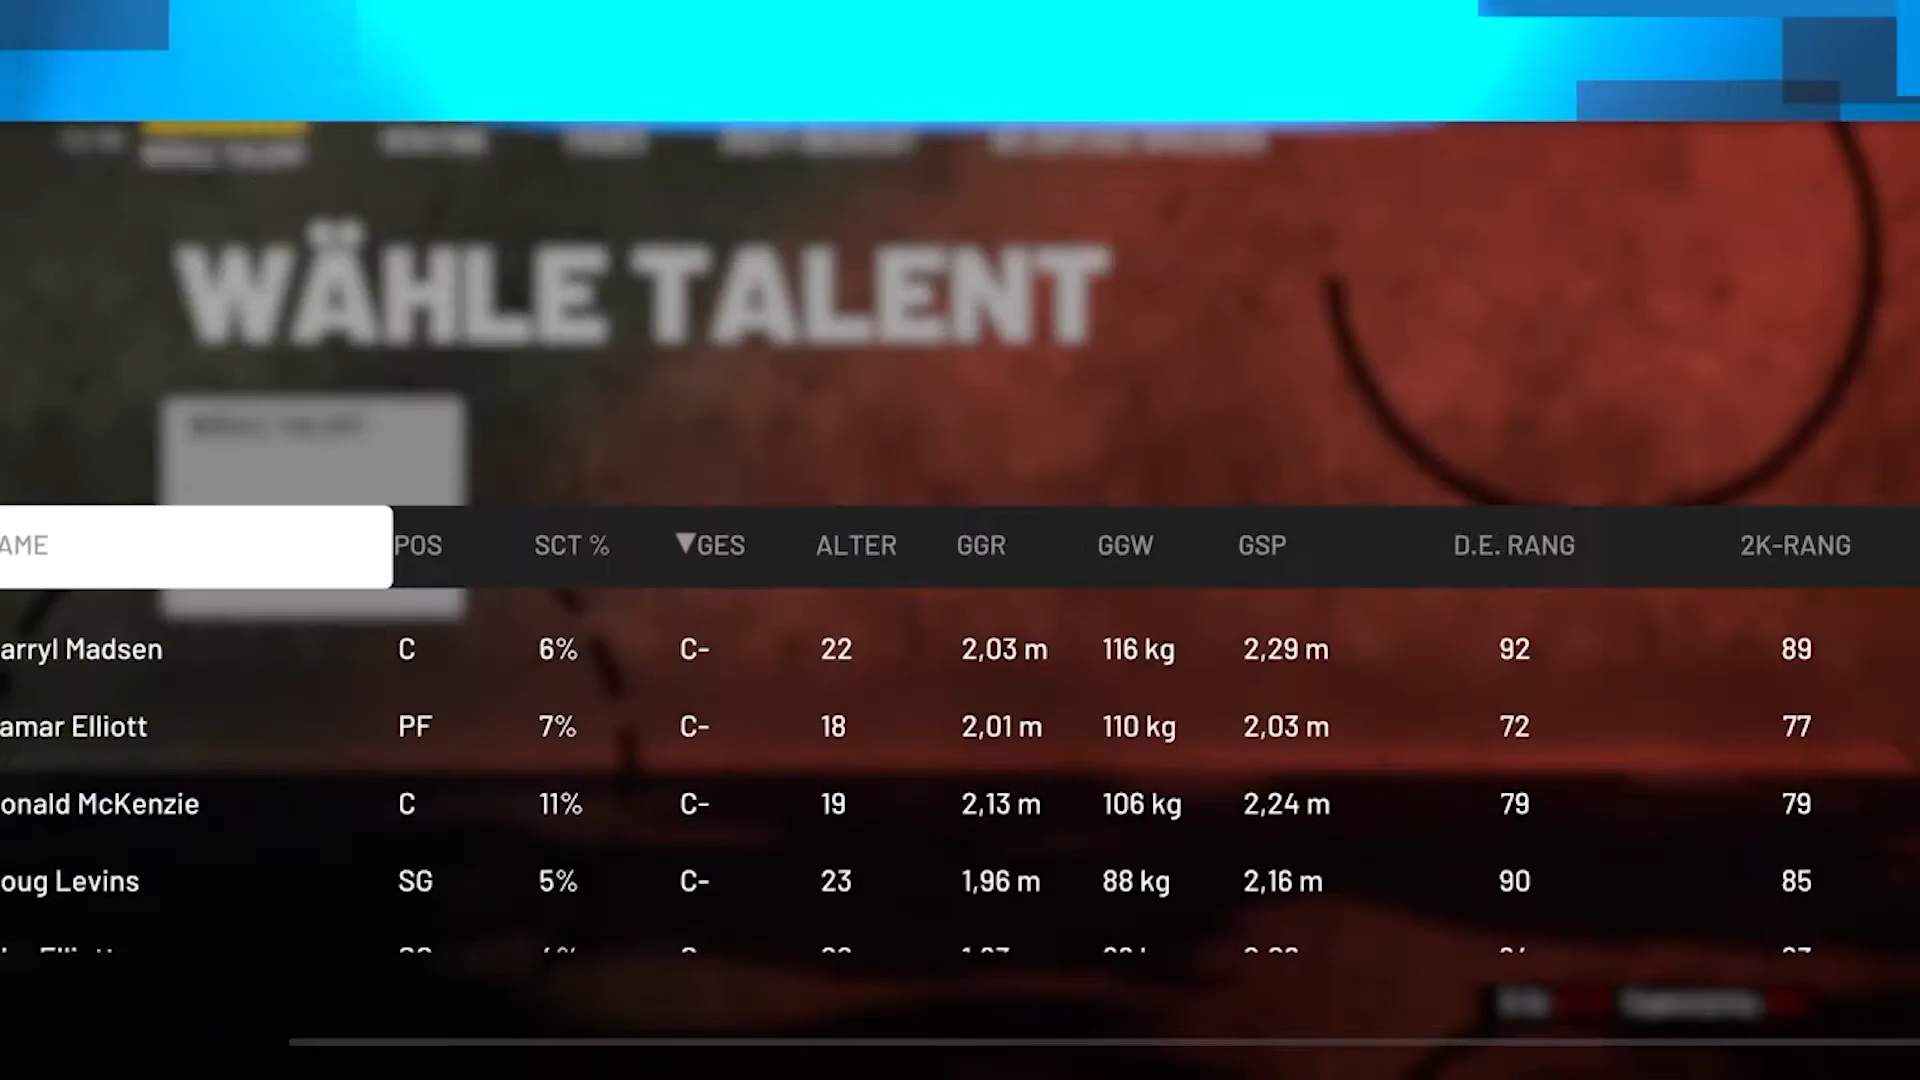 WÄHLE TALENT
AME POS SCT % ▼GES ALTER GGR GGW GSP D.E. RANG 2K-RANG
arryl Madsen C 6% C- 22 2,03 m 116 kg 2,29 m 92 89
amar Elliott PF 7% C- 18 2,01 m 110 kg 2,03 m 72 77
onald McKenzie C 11% C- 19 2,13 m 106 kg 2,24 m 79 79
oug Levins SG 5% C- 23 1,96 m 88 kg 2,16 m 90 85